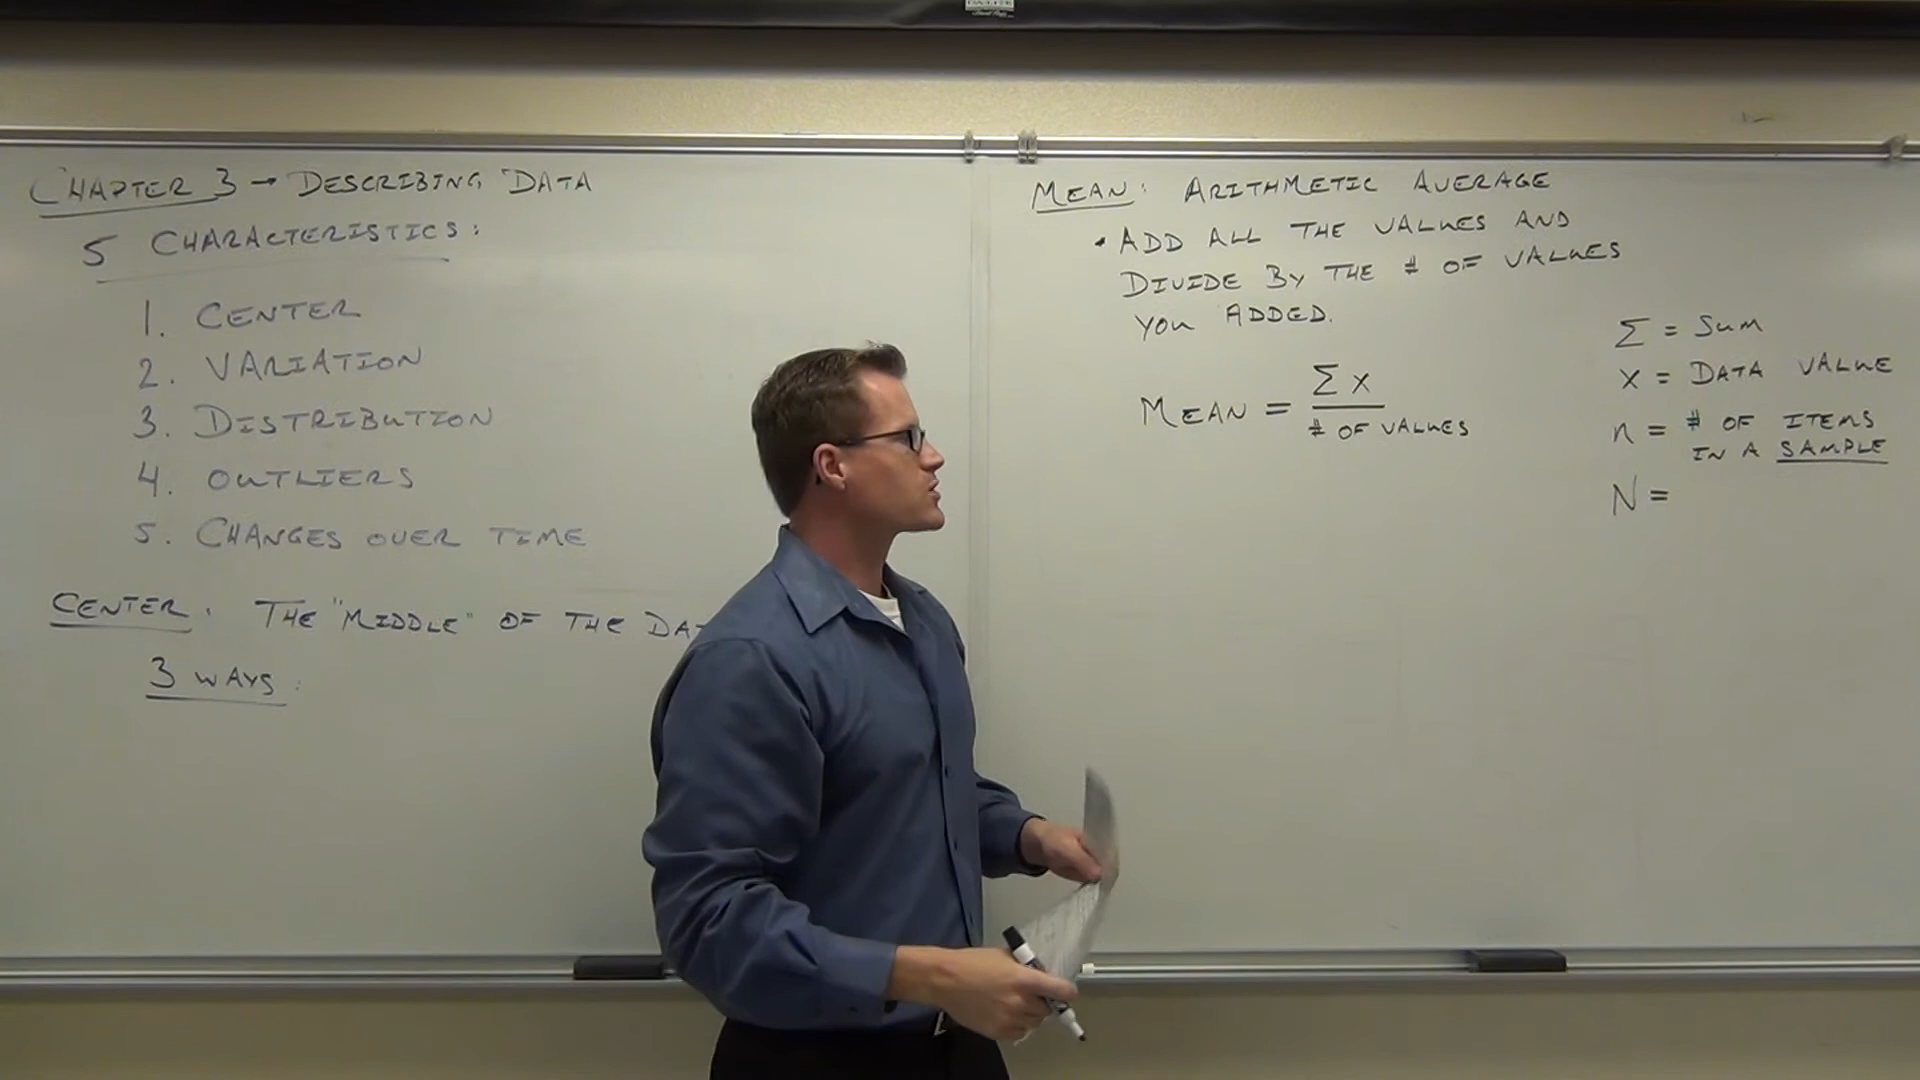 CHAPTER 3 → DESCRIBING DATA
5 CHARACTERISTICS:
1. CENTER
2. VARIATION
3. DISTRIBUTION
4. OUTLIERS
5. CHANGES OVER TIME
CENTER: THE "MIDDLE" OF THE DAT
3 WAYS:
MEAN: ARITHMETIC AVERAGE
• ADD ALL THE VALUES AND
DIVIDE BY THE # OF VALUES
YOU ADDED.
MEAN = Σ x
# OF VALUES
Σ = SUM
x = DATA VALUE
n = # OF ITEMS
IN A SAMPLE
N =